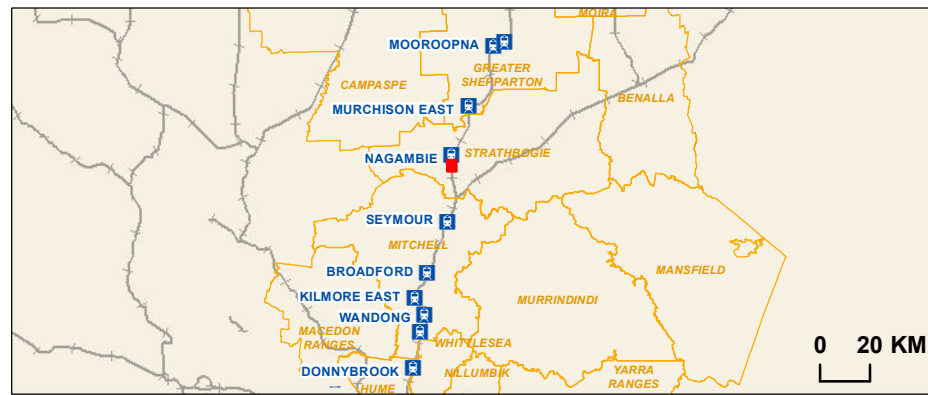 MOIRA
MOOROOPNA
GREATER
SHEPPARTON
CAMPASPE
BENALLA
MURCHISON EAST
STRATHBOGIE
NAGAMBIE
SEYMOUR
MITCHELL
BROADFORD
MANSFIELD
KILMORE EAST
MURRINDINDI
WANDONG
MACEDON
RANGES
WHITTLESEA
0 20 KM
DONNYBROOK
NILLUMBIK
YARRA
RANGES
HUME